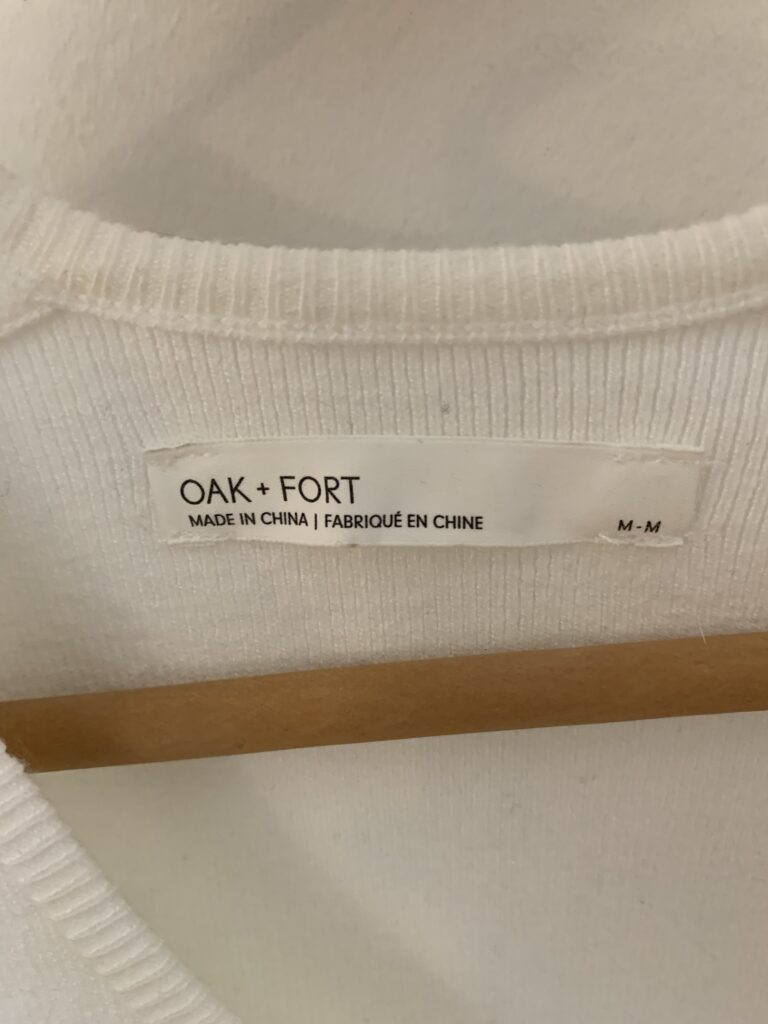 OAK + FORT
MADE IN CHINA | FABRIQUÉ EN CHINE
M - M